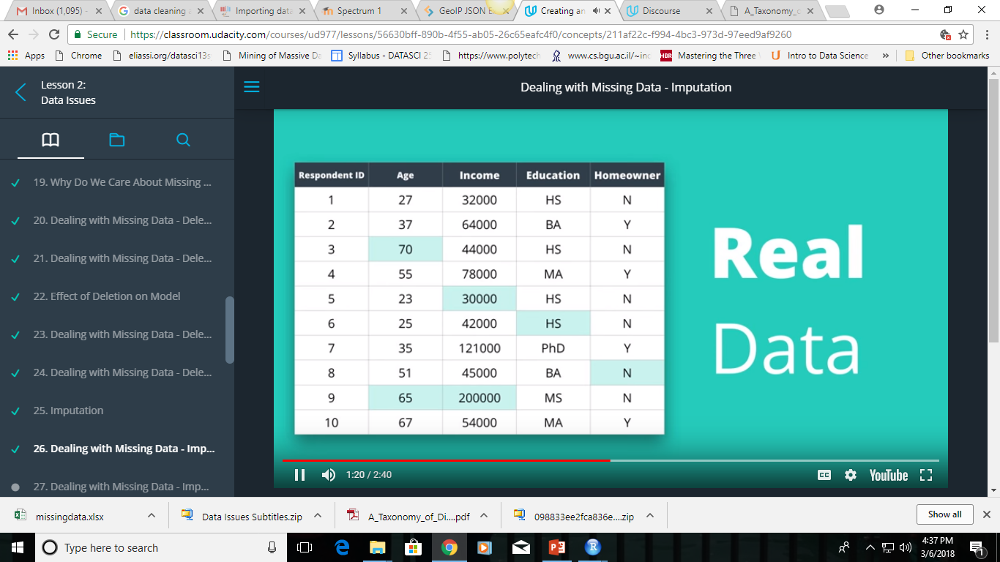 Inbox (1,095) -
data cleaning
Importing data
Spectrum 1
GeoIP JSON
Creating an
Discourse
A_Taxonomy_
Secure
https://classroom.udacity.com/courses/ud977/lessons/56630bff-890b-4f55-ab05-26c65eafc4f0/concepts/211af22c-f994-4bc3-973d-97eed9af9260
Apps
Chrome
eliassi.org/datasci13s
Mining of Massive Da
Syllabus - DATASCI 25
https://www.polytech
www.cs.bgu.ac.il/~in
HBR
Mastering the Three
Intro to Data Science
»
Other bookmarks
Lesson 2:
Data Issues
19. Why Do We Care About Missing ...
20. Dealing with Missing Data - Dele...
21. Dealing with Missing Data - Dele...
22. Effect of Deletion on Model
23. Dealing with Missing Data - Dele...
24. Dealing with Missing Data - Dele...
25. Imputation
26. Dealing with Missing Data - Imp...
27. Dealing with Missing Data - Imp...
Dealing with Missing Data - Imputation
Respondent ID Age Income Education Homeowner
1 27 32000 HS N
2 37 64000 BA Y
3 70 44000 HS N
4 55 78000 MA Y
5 23 30000 HS N
6 25 42000 HS N
7 35 121000 PhD Y
8 51 45000 BA N
9 65 200000 MS N
10 67 54000 MA Y
Real
Data
1:20 / 2:40
CC
YouTube
missingdata.xlsx
Data Issues Subtitles.zip
A_Taxonomy_of_Di....pdf
098833ee2fca836e....zip
Show all
Type here to search
4:37 PM
3/6/2018
1